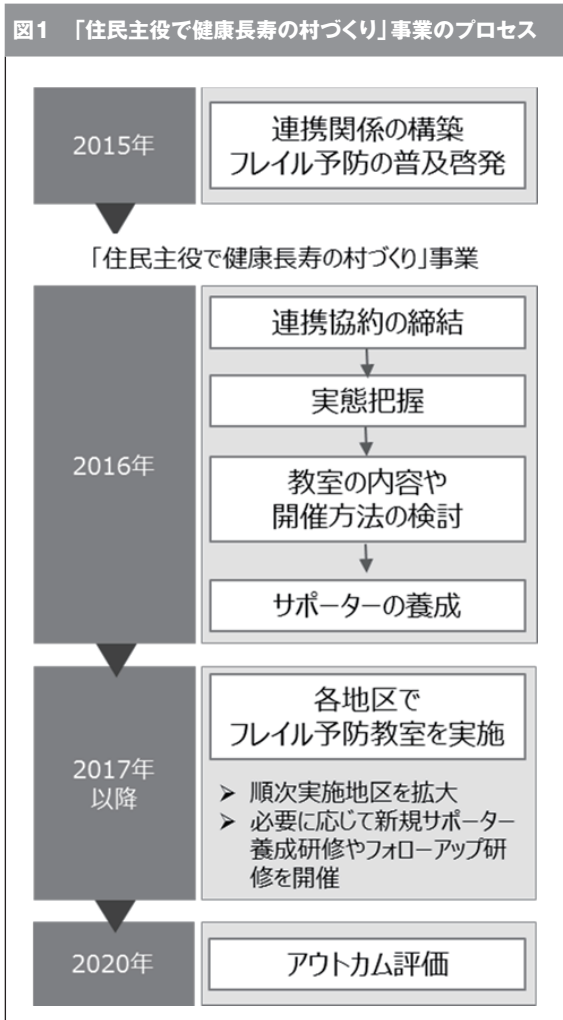 図1 「住民主役で健康長寿の村づくり」事業のプロセス
2015年
連携関係の構築
フレイル予防の普及啓発
「住民主役で健康長寿の村づくり」事業
2016年
連携協約の締結
実態把握
教室の内容や
開催方法の検討
サポーターの養成
2017年
以降
各地区で
フレイル予防教室を実施
➢ 順次実施地区を拡大
➢ 必要に応じて新規サポーター
養成研修やフォローアップ研
修を開催
2020年
アウトカム評価